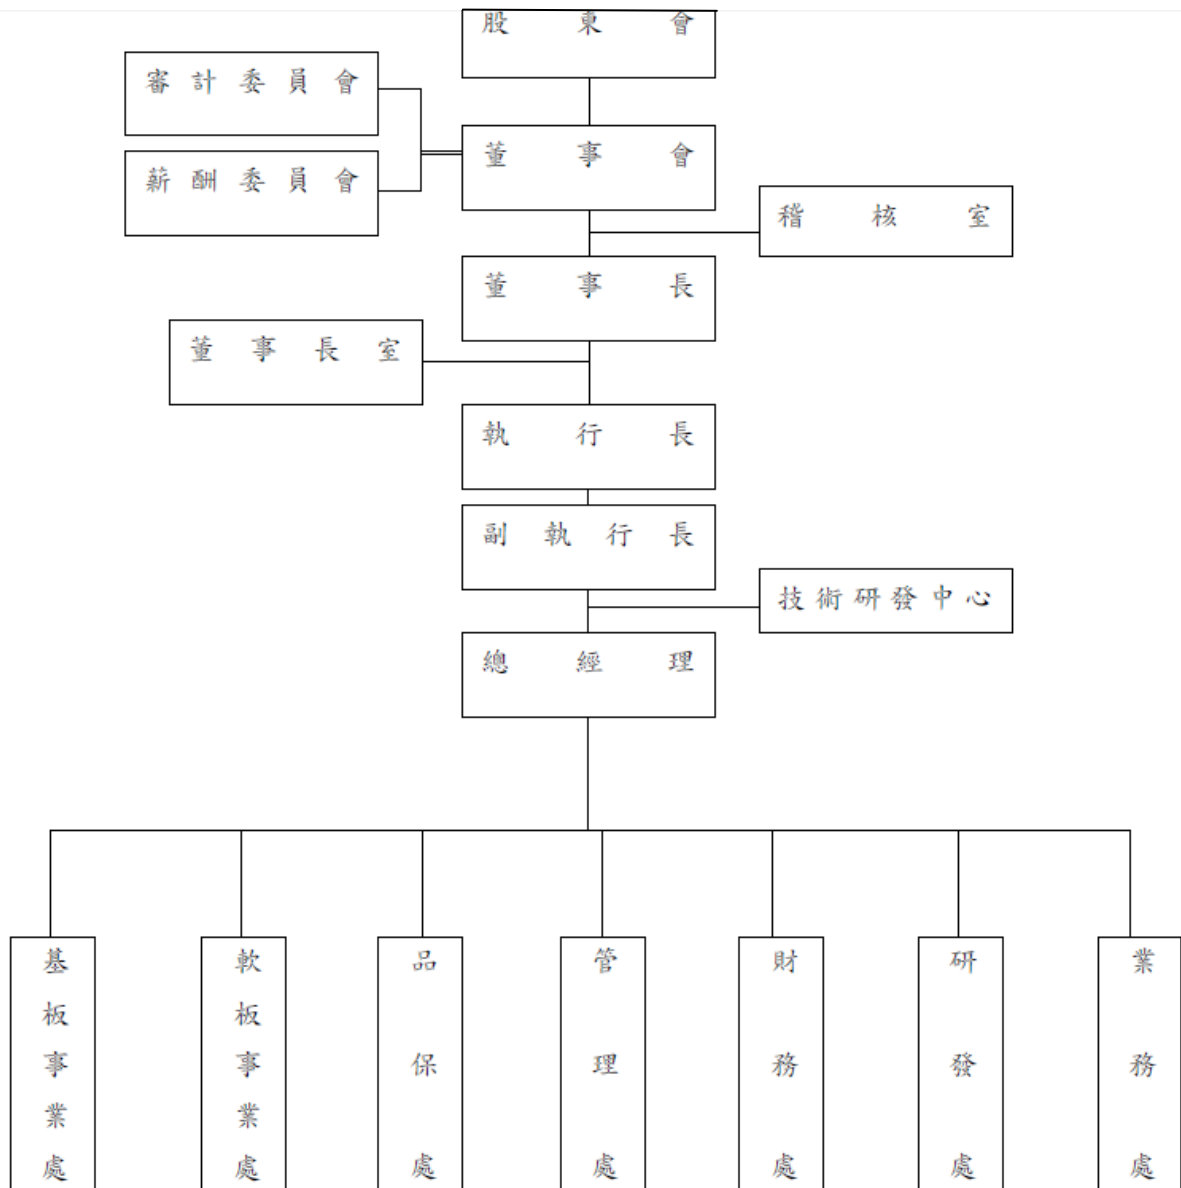 股東會
審計委員會
董事會
薪酬委員會
稽核室
董事長
董事長室
執行長
副執行長
技術研發中心
總經理
基板事業處
軟板事業處
品保處
管理處
財務處
研發處
業務處